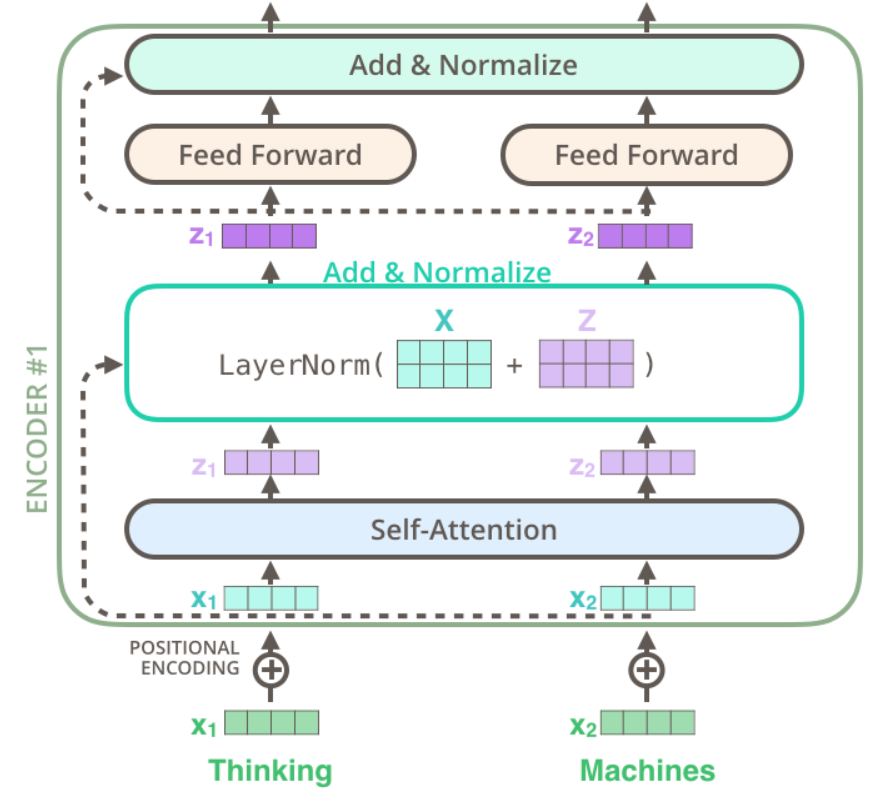 Add & Normalize
Feed Forward
Feed Forward
z1
z2
Add & Normalize
X
Z
LayerNorm( + )
ENCODER #1
z1
z2
Self-Attention
x1
x2
POSITIONAL
ENCODING
x1
x2
Thinking
Machines